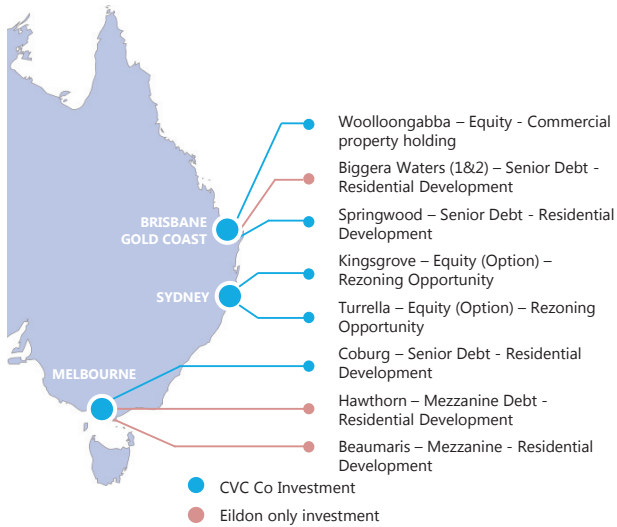 Woolloongabba – Equity - Commercial
property holding
Biggera Waters (1&2) – Senior Debt -
Residential Development
BRISBANE
GOLD COAST
Springwood – Senior Debt - Residential
Development
Kingsgrove – Equity (Option) –
Rezoning Opportunity
SYDNEY
Turrella – Equity (Option) – Rezoning
Opportunity
MELBOURNE
Coburg – Senior Debt - Residential
Development
Hawthorn – Mezzanine Debt -
Residential Development
Beaumaris – Mezzanine - Residential
Development
CVC Co Investment
Eildon only investment